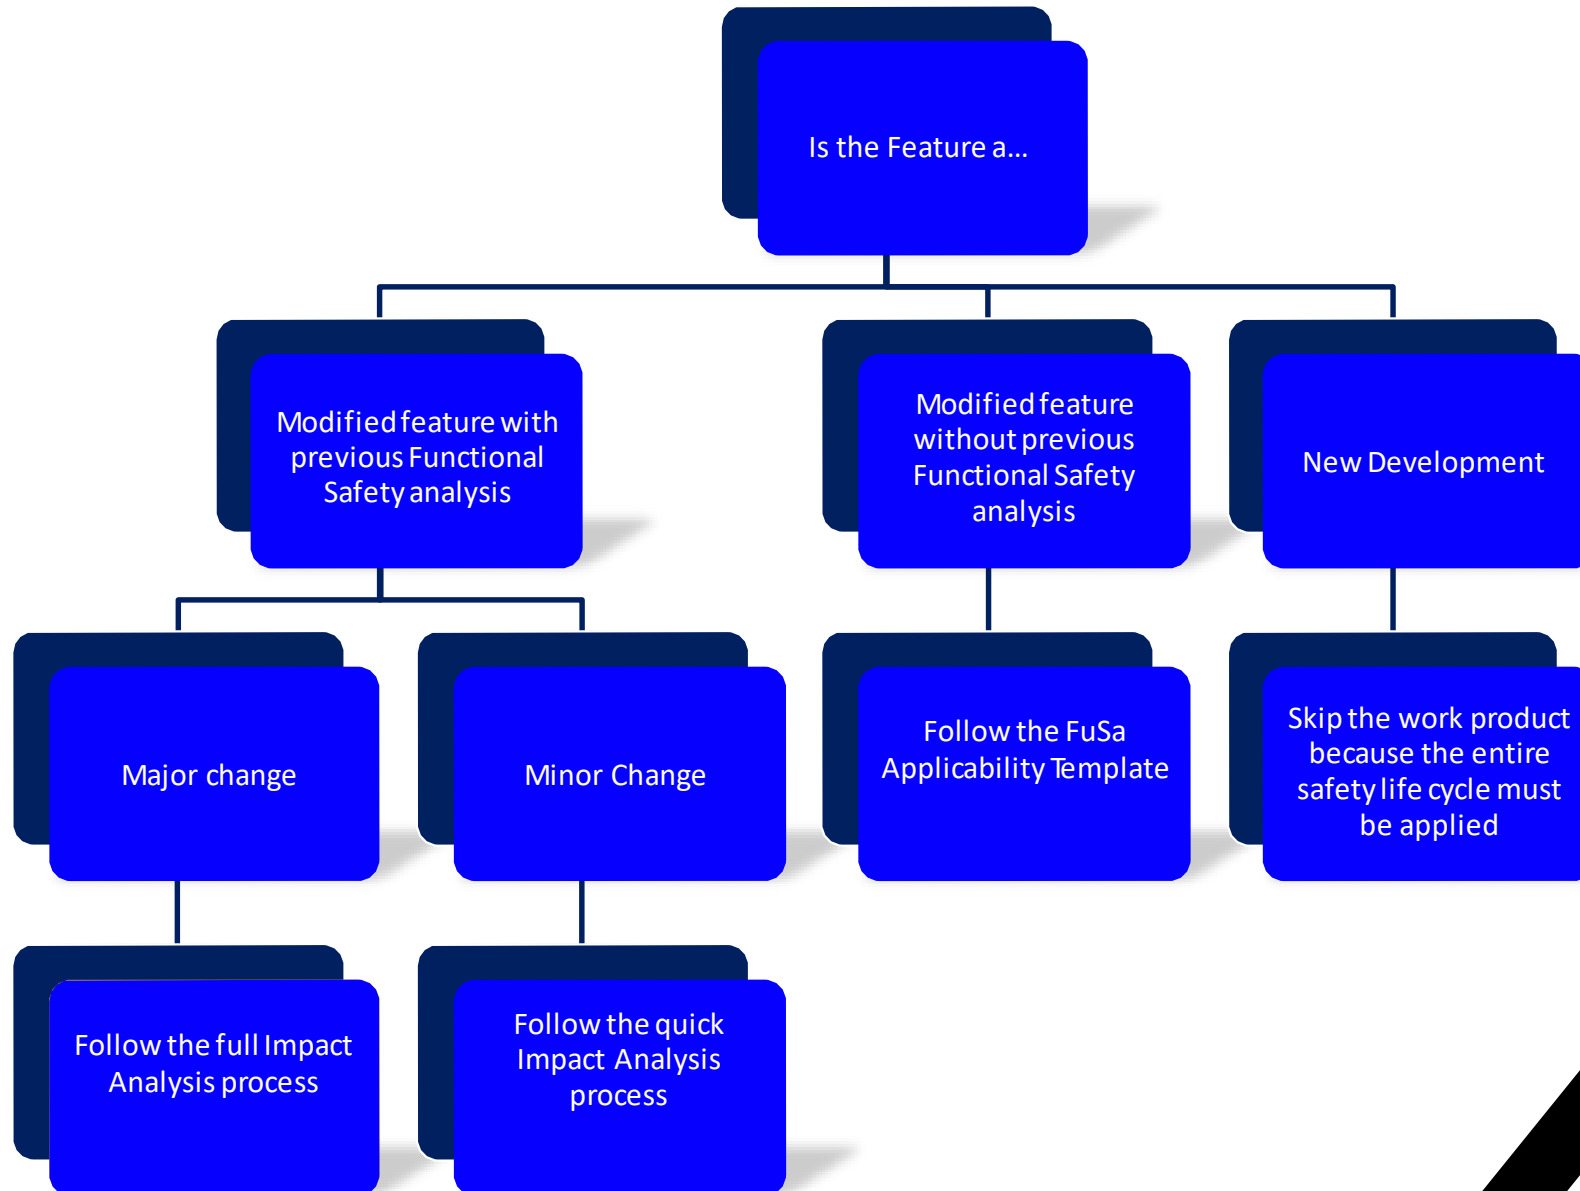 Is the Feature a...
Modified feature with
previous Functional
Safety analysis
Modified feature
without previous
Functional Safety
analysis
New Development
Major change
Minor Change
Follow the FuSa
Applicability Template
Skip the work product
because the entire
safety life cycle must
be applied
Follow the full Impact
Analysis process
Follow the quick
Impact Analysis
process